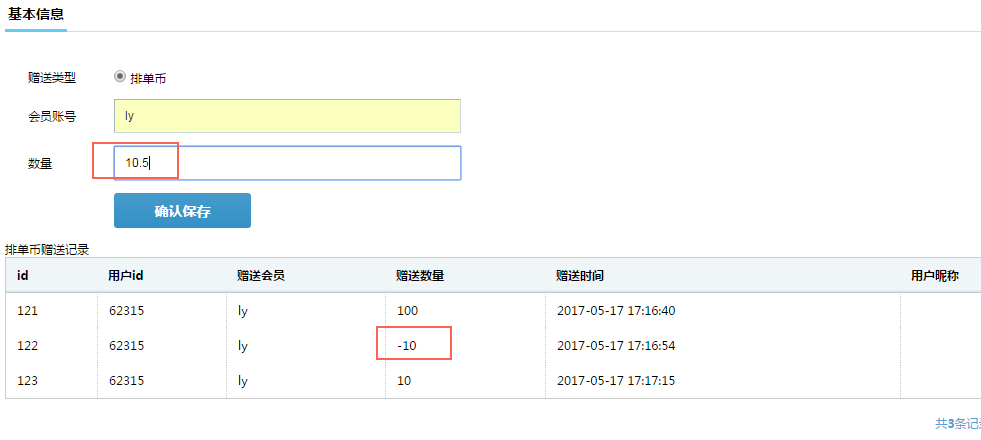 基本信息
赠送类型 排单币
会员账号 ly
数量 10.5
确认保存
排单币赠送记录
id 用户id 赠送会员 赠送数量 赠送时间 用户昵称
121 62315 ly 100 2017-05-17 17:16:40
122 62315 ly -10 2017-05-17 17:16:54
123 62315 ly 10 2017-05-17 17:17:15
共3条记